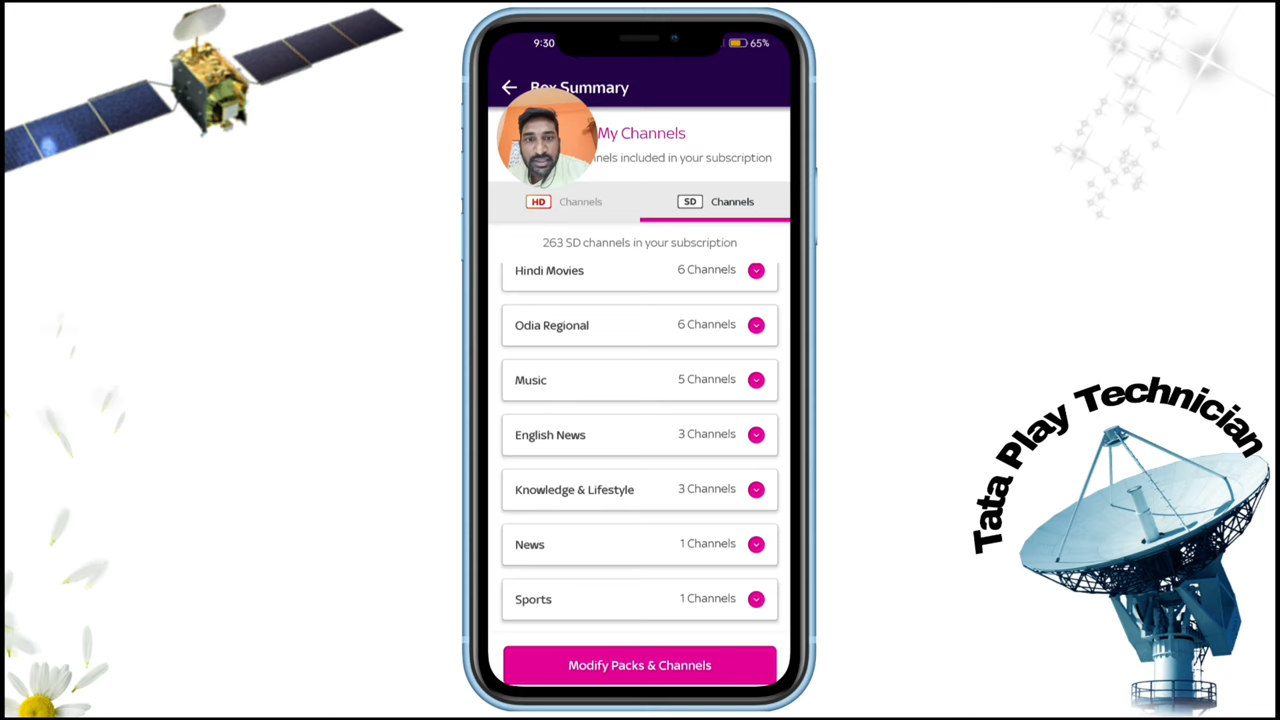 9:30
65%
Box Summary
My Channels
nels included in your subscription
HD Channels
SD Channels
263 SD channels in your subscription
Hindi Movies 6 Channels
Odia Regional 6 Channels
Music 5 Channels
English News 3 Channels
Knowledge & Lifestyle 3 Channels
News 1 Channels
Sports 1 Channels
Modify Packs & Channels
Tata Play Technician